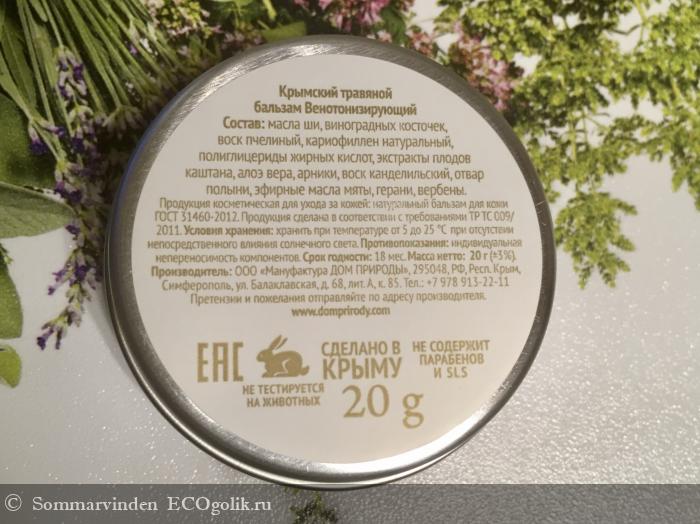 Крымский травяной
бальзам Венотонизирующий
Состав: масла ши, виноградных косточек,
воск пчелиный, кариофиллен натуральный,
полиглицериды жирных кислот, экстракты плодов
каштана, алоэ вера, арники, воск канделильский, отвар
полыни, эфирные масла мяты, герани, вербены.
Продукция косметическая для ухода за кожей: натуральный бальзам для кожи
ГОСТ 31460-2012. Продукция сделана в соответствии с требованиями ТР ТС 009/
2011. Условия хранения: хранить при температуре от 5 до 25 °C при отсутствии
непосредственного влияния солнечного света. Противопоказания: индивидуальная
непереносимость компонентов. Срок годности: 18 мес. Масса нетто: 20 г (±3%).
Производитель: ООО «Мануфактура ДОМ ПРИРОДЫ», 295048, РФ, Респ. Крым,
Симферополь, ул. Балаклавская, д. 68, лит. А, к. 85. Тел.: +7 978 913-22-11
Претензии и пожелания отправляйте по адресу производителя.
www.domprirody.com
EAC
НЕ ТЕСТИРУЕТСЯ
НА ЖИВОТНЫХ
СДЕЛАНО В
КРЫМУ
20 g
НЕ СОДЕРЖИТ
ПАРАБЕНОВ
И SLS
© Sommarvinden ECOgolik.ru